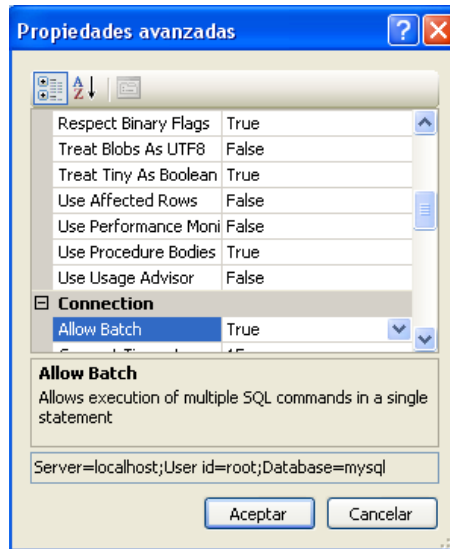 Propiedades avanzadas
Respect Binary Flags True
Treat Blobs As UTF8 False
Treat Tiny As Boolean True
Use Affected Rows False
Use Performance Moni False
Use Procedure Bodies True
Use Usage Advisor False
Connection
Allow Batch True
Allow Batch
Allows execution of multiple SQL commands in a single
statement
Server=localhost;User id=root;Database=mysql
Aceptar Cancelar